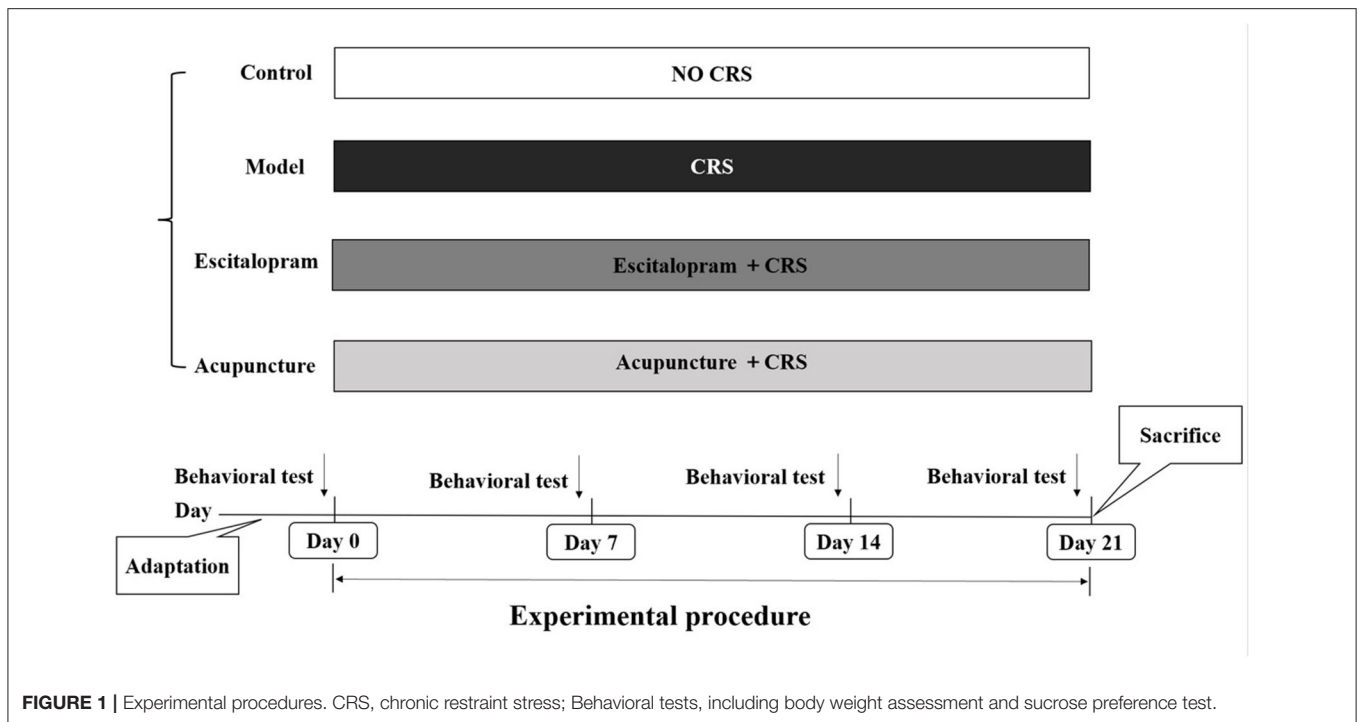 Control
NO CRS
Model
CRS
Escitalopram
Escitalopram + CRS
Acupuncture
Acupuncture + CRS
Sacrifice
Behavioral test
Behavioral test
Behavioral test
Behavioral test
Day
Day 0
Day 7
Day 14
Day 21
Adaptation
Experimental procedure
FIGURE 1 | Experimental procedures. CRS, chronic restraint stress; Behavioral tests, including body weight assessment and sucrose preference test.